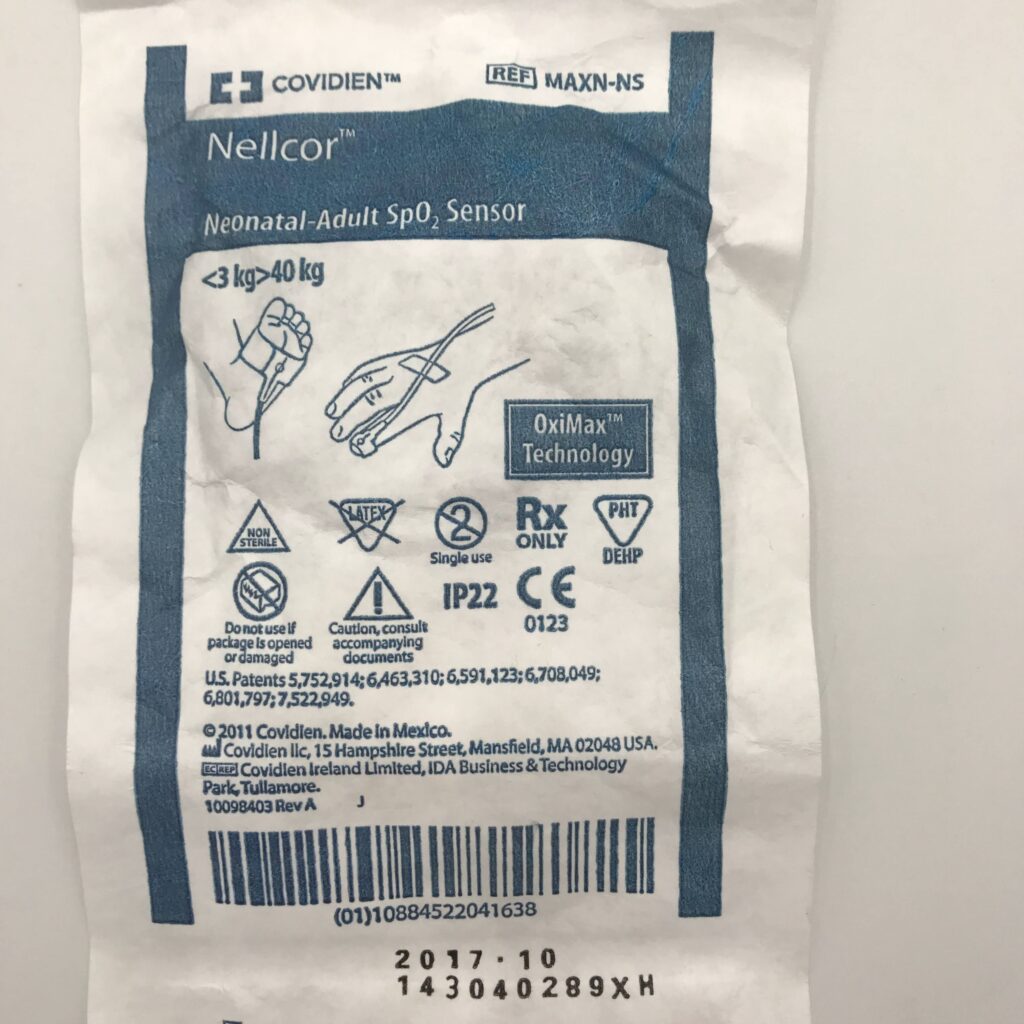 COVIDIEN™
REF MAXN-NS
Nellcor™
Neonatal-Adult SpO₂ Sensor
<3 kg>40 kg
OxiMax™
Technology
NON
STERILE
LATEX
2
Single use
Rx
ONLY
PHT
DEHP
Do not use if
package is opened
or damaged
Caution, consult
accompanying
documents
IP22
CE
0123
U.S. Patents 5,752,914; 6,463,310; 6,591,123; 6,708,049;
6,801,797; 7,522,949.
© 2011 Covidien. Made in Mexico.
Covidien llc, 15 Hampshire Street, Mansfield, MA 02048 USA.
EC REP Covidien Ireland Limited, IDA Business & Technology
Park, Tullamore.
10098403 Rev A J
(01)10884522041638
2017·10
143040289XH